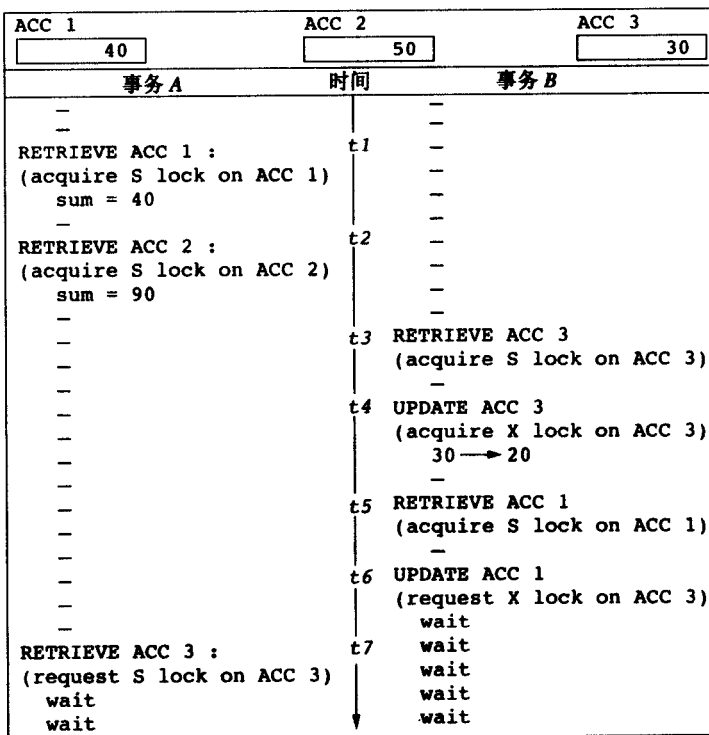 ACC 1 ACC 2 ACC 3
40 50 30
事务A 时间 事务B
t1
RETRIEVE ACC 1 :
(acquire S lock on ACC 1)
sum = 40
t2
RETRIEVE ACC 2 :
(acquire S lock on ACC 2)
sum = 90
t3 RETRIEVE ACC 3
(acquire S lock on ACC 3)
t4 UPDATE ACC 3
(acquire X lock on ACC 3)
30 → 20
t5 RETRIEVE ACC 1
(acquire S lock on ACC 1)
t6 UPDATE ACC 1
(request X lock on ACC 3)
wait
t7 wait
RETRIEVE ACC 3 :
wait
(request S lock on ACC 3)
wait
wait
wait
wait